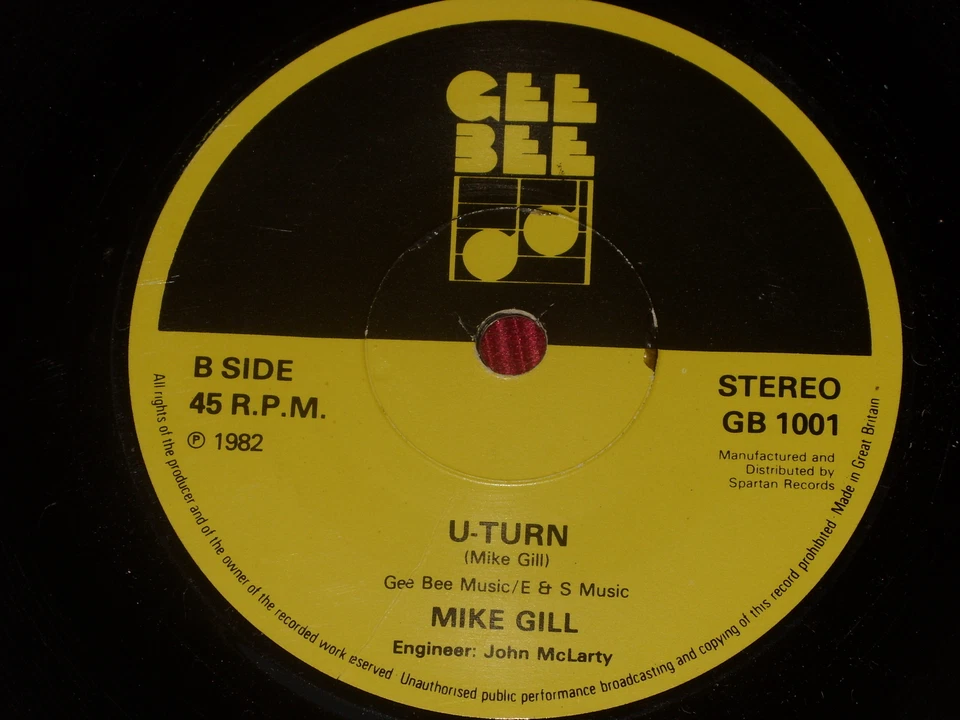 GEE
BEE
B SIDE
45 R.P.M.
℗ 1982
STEREO
GB 1001
Manufactured and
Distributed by
Spartan Records
U-TURN
(Mike Gill)
Gee Bee Music/E & S Music
MIKE GILL
Engineer: John McLarty
All rights of the producer and of the owner of the recorded work reserved · Unauthorised public performance broadcasting and copying of this record prohibited Made in Great Britain